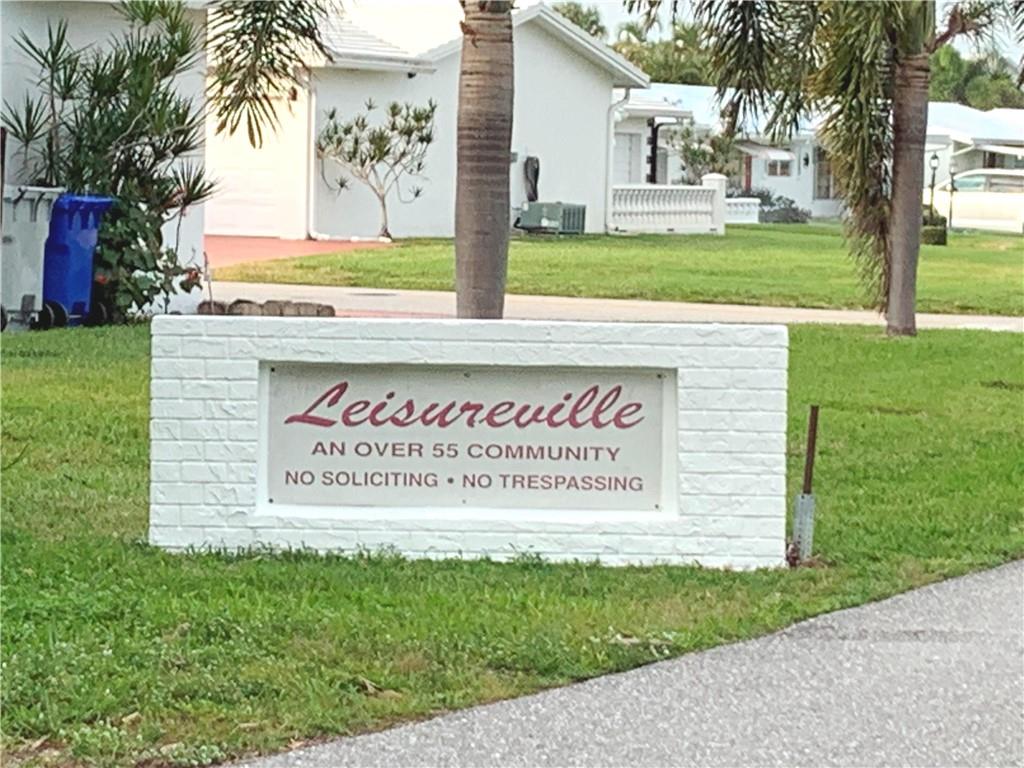 Leisureville
AN OVER 55 COMMUNITY
NO SOLICITING • NO TRESPASSING